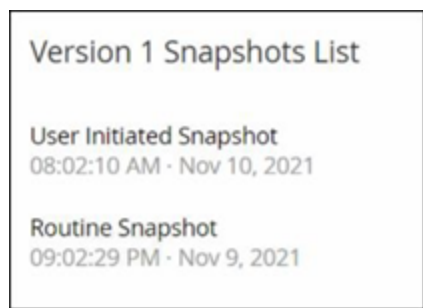 Version 1 Snapshots List
User Initiated Snapshot
08:02:10 AM · Nov 10, 2021
Routine Snapshot
09:02:29 PM · Nov 9, 2021